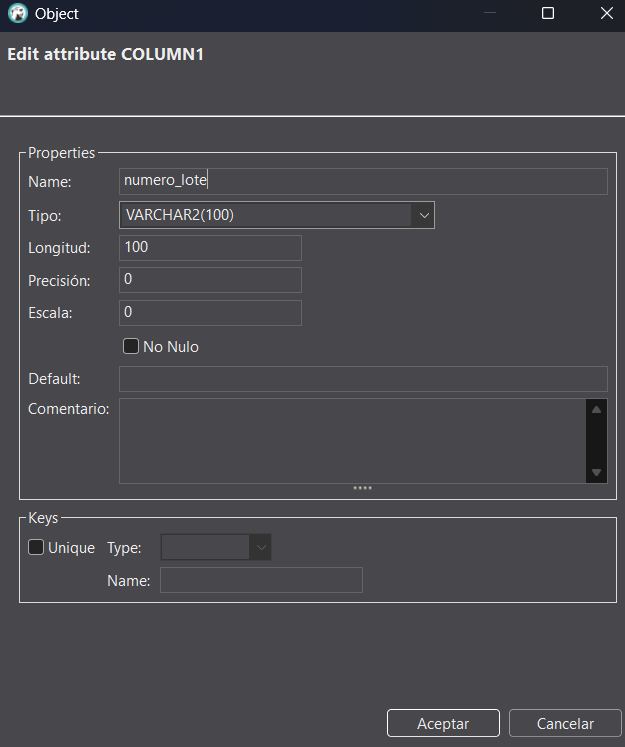 Object
Edit attribute COLUMN1
Properties
Name: numero_lote
Tipo: VARCHAR2(100)
Longitud: 100
Precisión: 0
Escala: 0
No Nulo
Default:
Comentario:
Keys
Unique Type:
Name:
Aceptar Cancelar